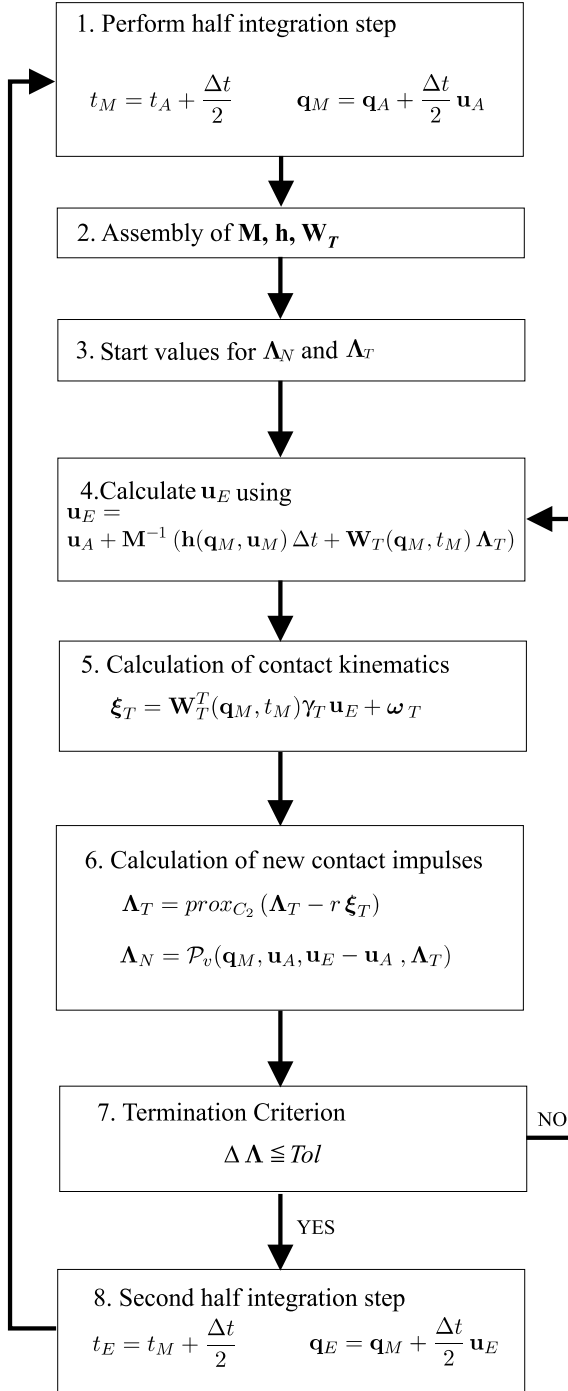 1. Perform half integration step
t_M = t_A + Δt/2    q_M = q_A + Δt/2 u_A
2. Assembly of M, h, W_T
3. Start values for Λ_N and Λ_T
4.Calculate u_E using
u_E =
u_A + M^{-1} (h(q_M, u_M) Δt + W_T(q_M, t_M) Λ_T)
5. Calculation of contact kinematics
ξ_T = W_T^T(q_M, t_M)γ_T u_E + ω_T
6. Calculation of new contact impulses
Λ_T = prox_{C_2} (Λ_T − r ξ_T)
Λ_N = 𝒫_v(q_M, u_A, u_E − u_A , Λ_T)
7. Termination Criterion
NO
Δ Λ ≦ Tol
YES
8. Second half integration step
t_E = t_M + Δt/2    q_E = q_M + Δt/2 u_E